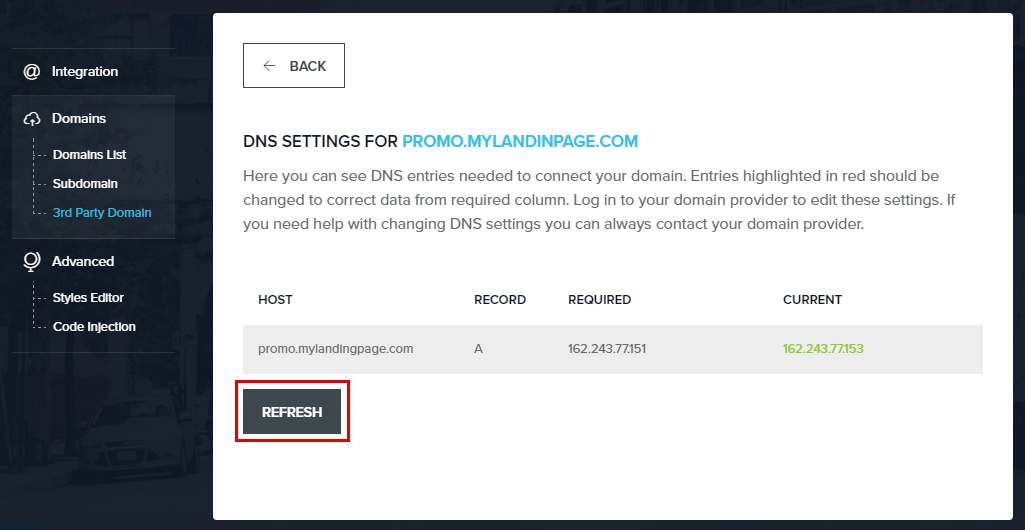 @ Integration
Domains
Domains List
Subdomain
3rd Party Domain
Advanced
Styles Editor
Code Injection
← BACK
DNS SETTINGS FOR PROMO.MYLANDINPAGE.COM
Here you can see DNS entries needed to connect your domain. Entries highlighted in red should be
changed to correct data from required column. Log in to your domain provider to edit these settings. If
you need help with changing DNS settings you can always contact your domain provider.
HOST RECORD REQUIRED CURRENT
promo.mylandingpage.com A 162.243.77.151 162.243.77.153
REFRESH